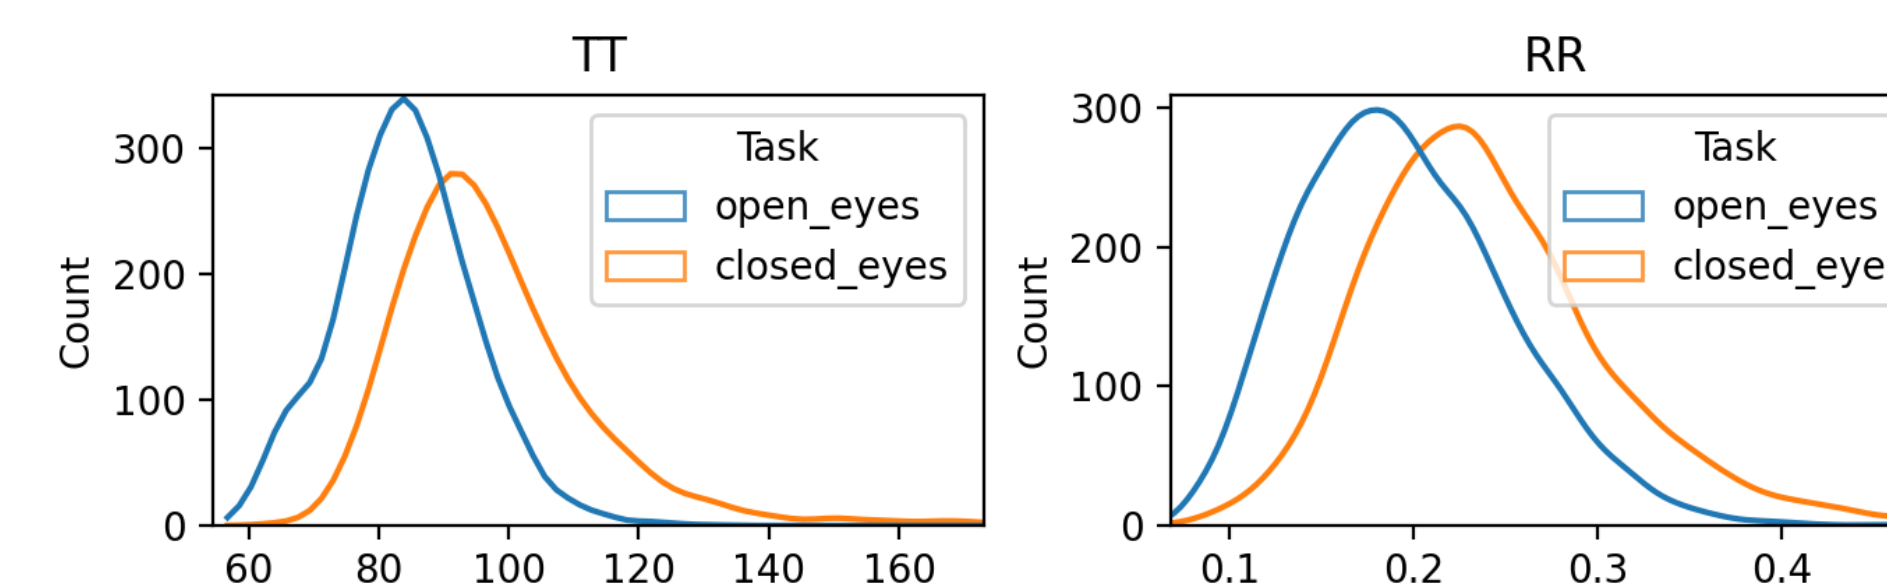 TT
Count
300
200
100
0
60 80 100 120 140 160
Task
open_eyes
closed_eyes
RR
Count
300
200
100
0
0.1 0.2 0.3 0.4
Task
open_eyes
closed_eye